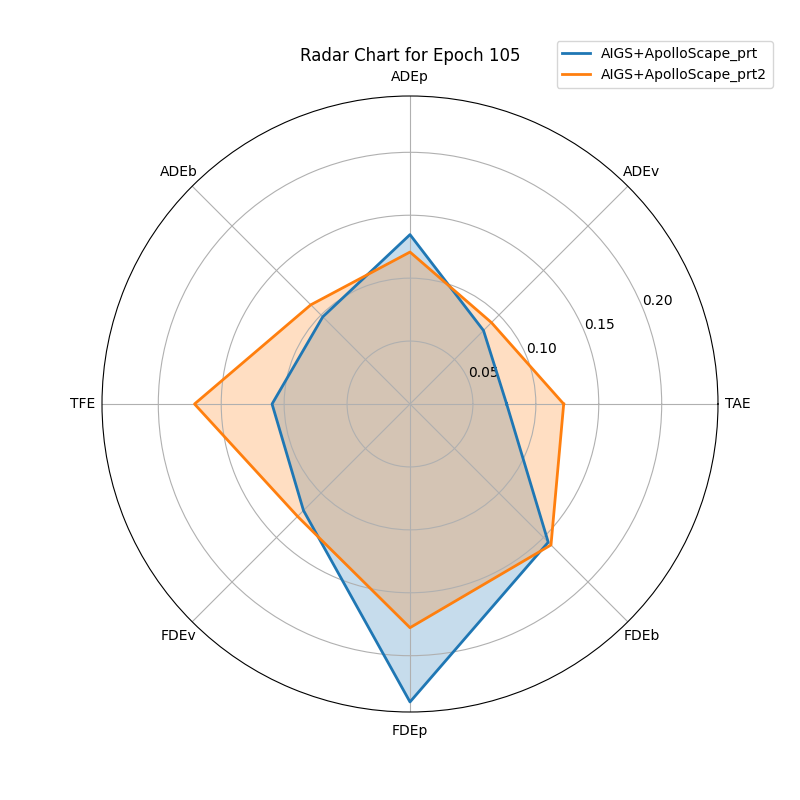 Radar Chart for Epoch 105
AIGS+ApolloScape_prt
AIGS+ApolloScape_prt2
ADEp
ADEb
ADEv
0.20
0.15
0.10
0.05
TFE
TAE
FDEv
FDEb
FDEp